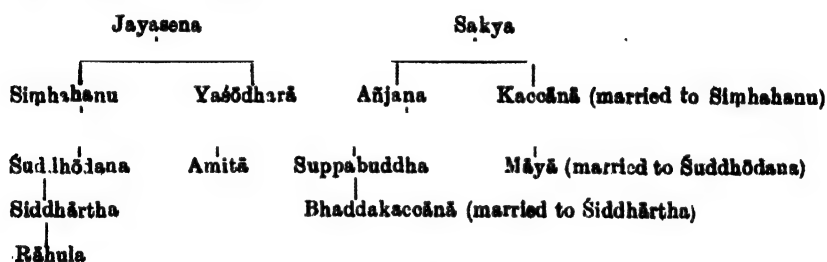 Jayasena Sakya
Siṃhahanu Yaśōdharā Añjana Kaccānā (married to Siṃhahanu)
Śuddhōdana Amitā Suppabuddha Māyā (married to Śuddhōdana)
Siddhārtha Bhaddakaccānā (married to Śiddhārtha)
Rāhula